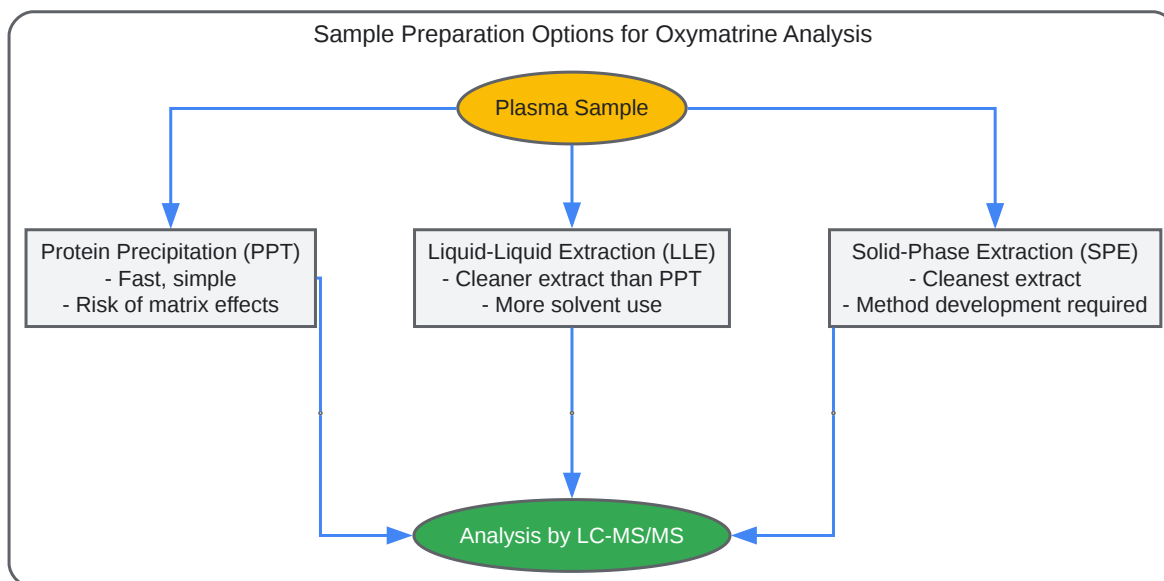 Sample Preparation Options for Oxymatrine Analysis
Plasma Sample
Protein Precipitation (PPT)
- Fast, simple
- Risk of matrix effects
Liquid-Liquid Extraction (LLE)
- Cleaner extract than PPT
- More solvent use
Solid-Phase Extraction (SPE)
- Cleanest extract
- Method development required
Analysis by LC-MS/MS